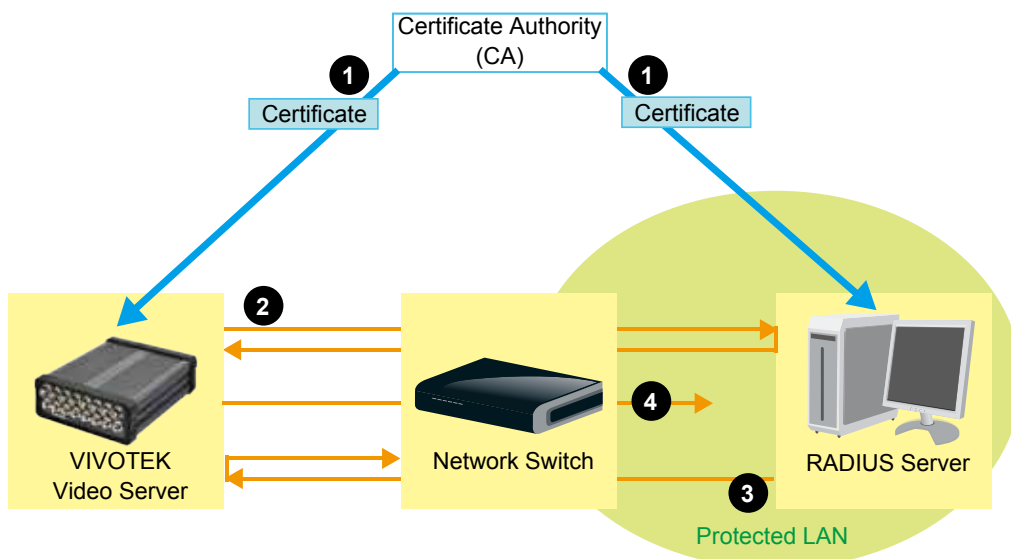 Certificate Authority
(CA)
1
1
Certificate
Certificate
2
4
VIVOTEK
Video Server
Network Switch
RADIUS Server
3
Protected LAN